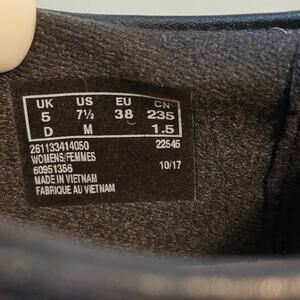 UK US EU CN
5 7½ 38 235
D M 1.5
261133414050 22545
WOMENS/FEMMES
60951356 10/17
MADE IN VIETNAM
FABRIQUE AU VIETNAM